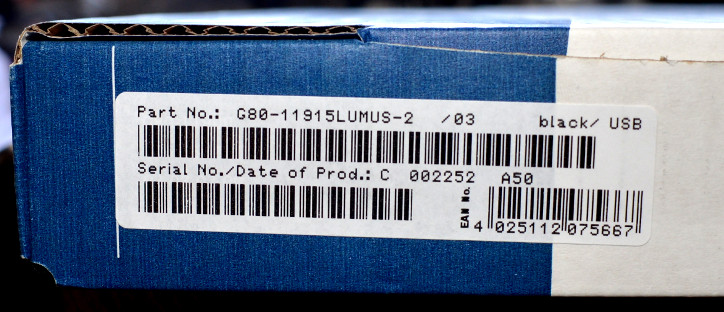 Part No.: G80-11915LUMUS-2 /03 black/ USB
Serial No./Date of Prod.: C 002252 A50
EAN No.
4 025112 075667